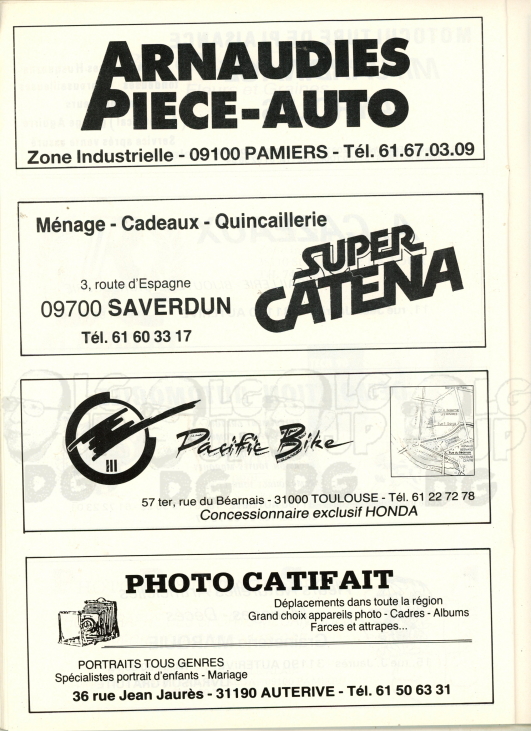 ARNAUDIES
PIECE-AUTO
Zone Industrielle - 09100 PAMIERS - Tél. 61.67.03.09
Ménage - Cadeaux - Quincaillerie
SUPER
CATENA
3, route d'Espagne
09700 SAVERDUN
Tél. 61 60 33 17
Pacific Bike
57 ter, rue du Béarnais - 31000 TOULOUSE - Tél. 61 22 72 78
Concessionnaire exclusif HONDA
PHOTO CATIFAIT
Déplacements dans toute la région
Grand choix appareils photo - Cadres - Albums
Farces et attrapes...
PORTRAITS TOUS GENRES
Spécialistes portrait d'enfants - Mariage
36 rue Jean Jaurès - 31190 AUTERIVE - Tél. 61 50 63 31